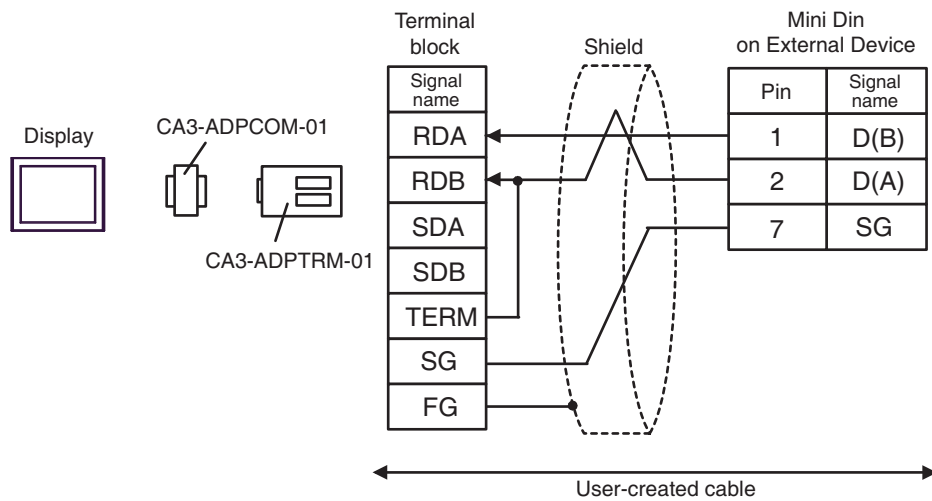 Terminal
block
Shield
Mini Din
on External Device
Display
CA3-ADPCOM-01
CA3-ADPTRM-01
Signal
name
RDA
RDB
SDA
SDB
TERM
SG
FG
Pin
Signal
name
1
D(B)
2
D(A)
7
SG
User-created cable